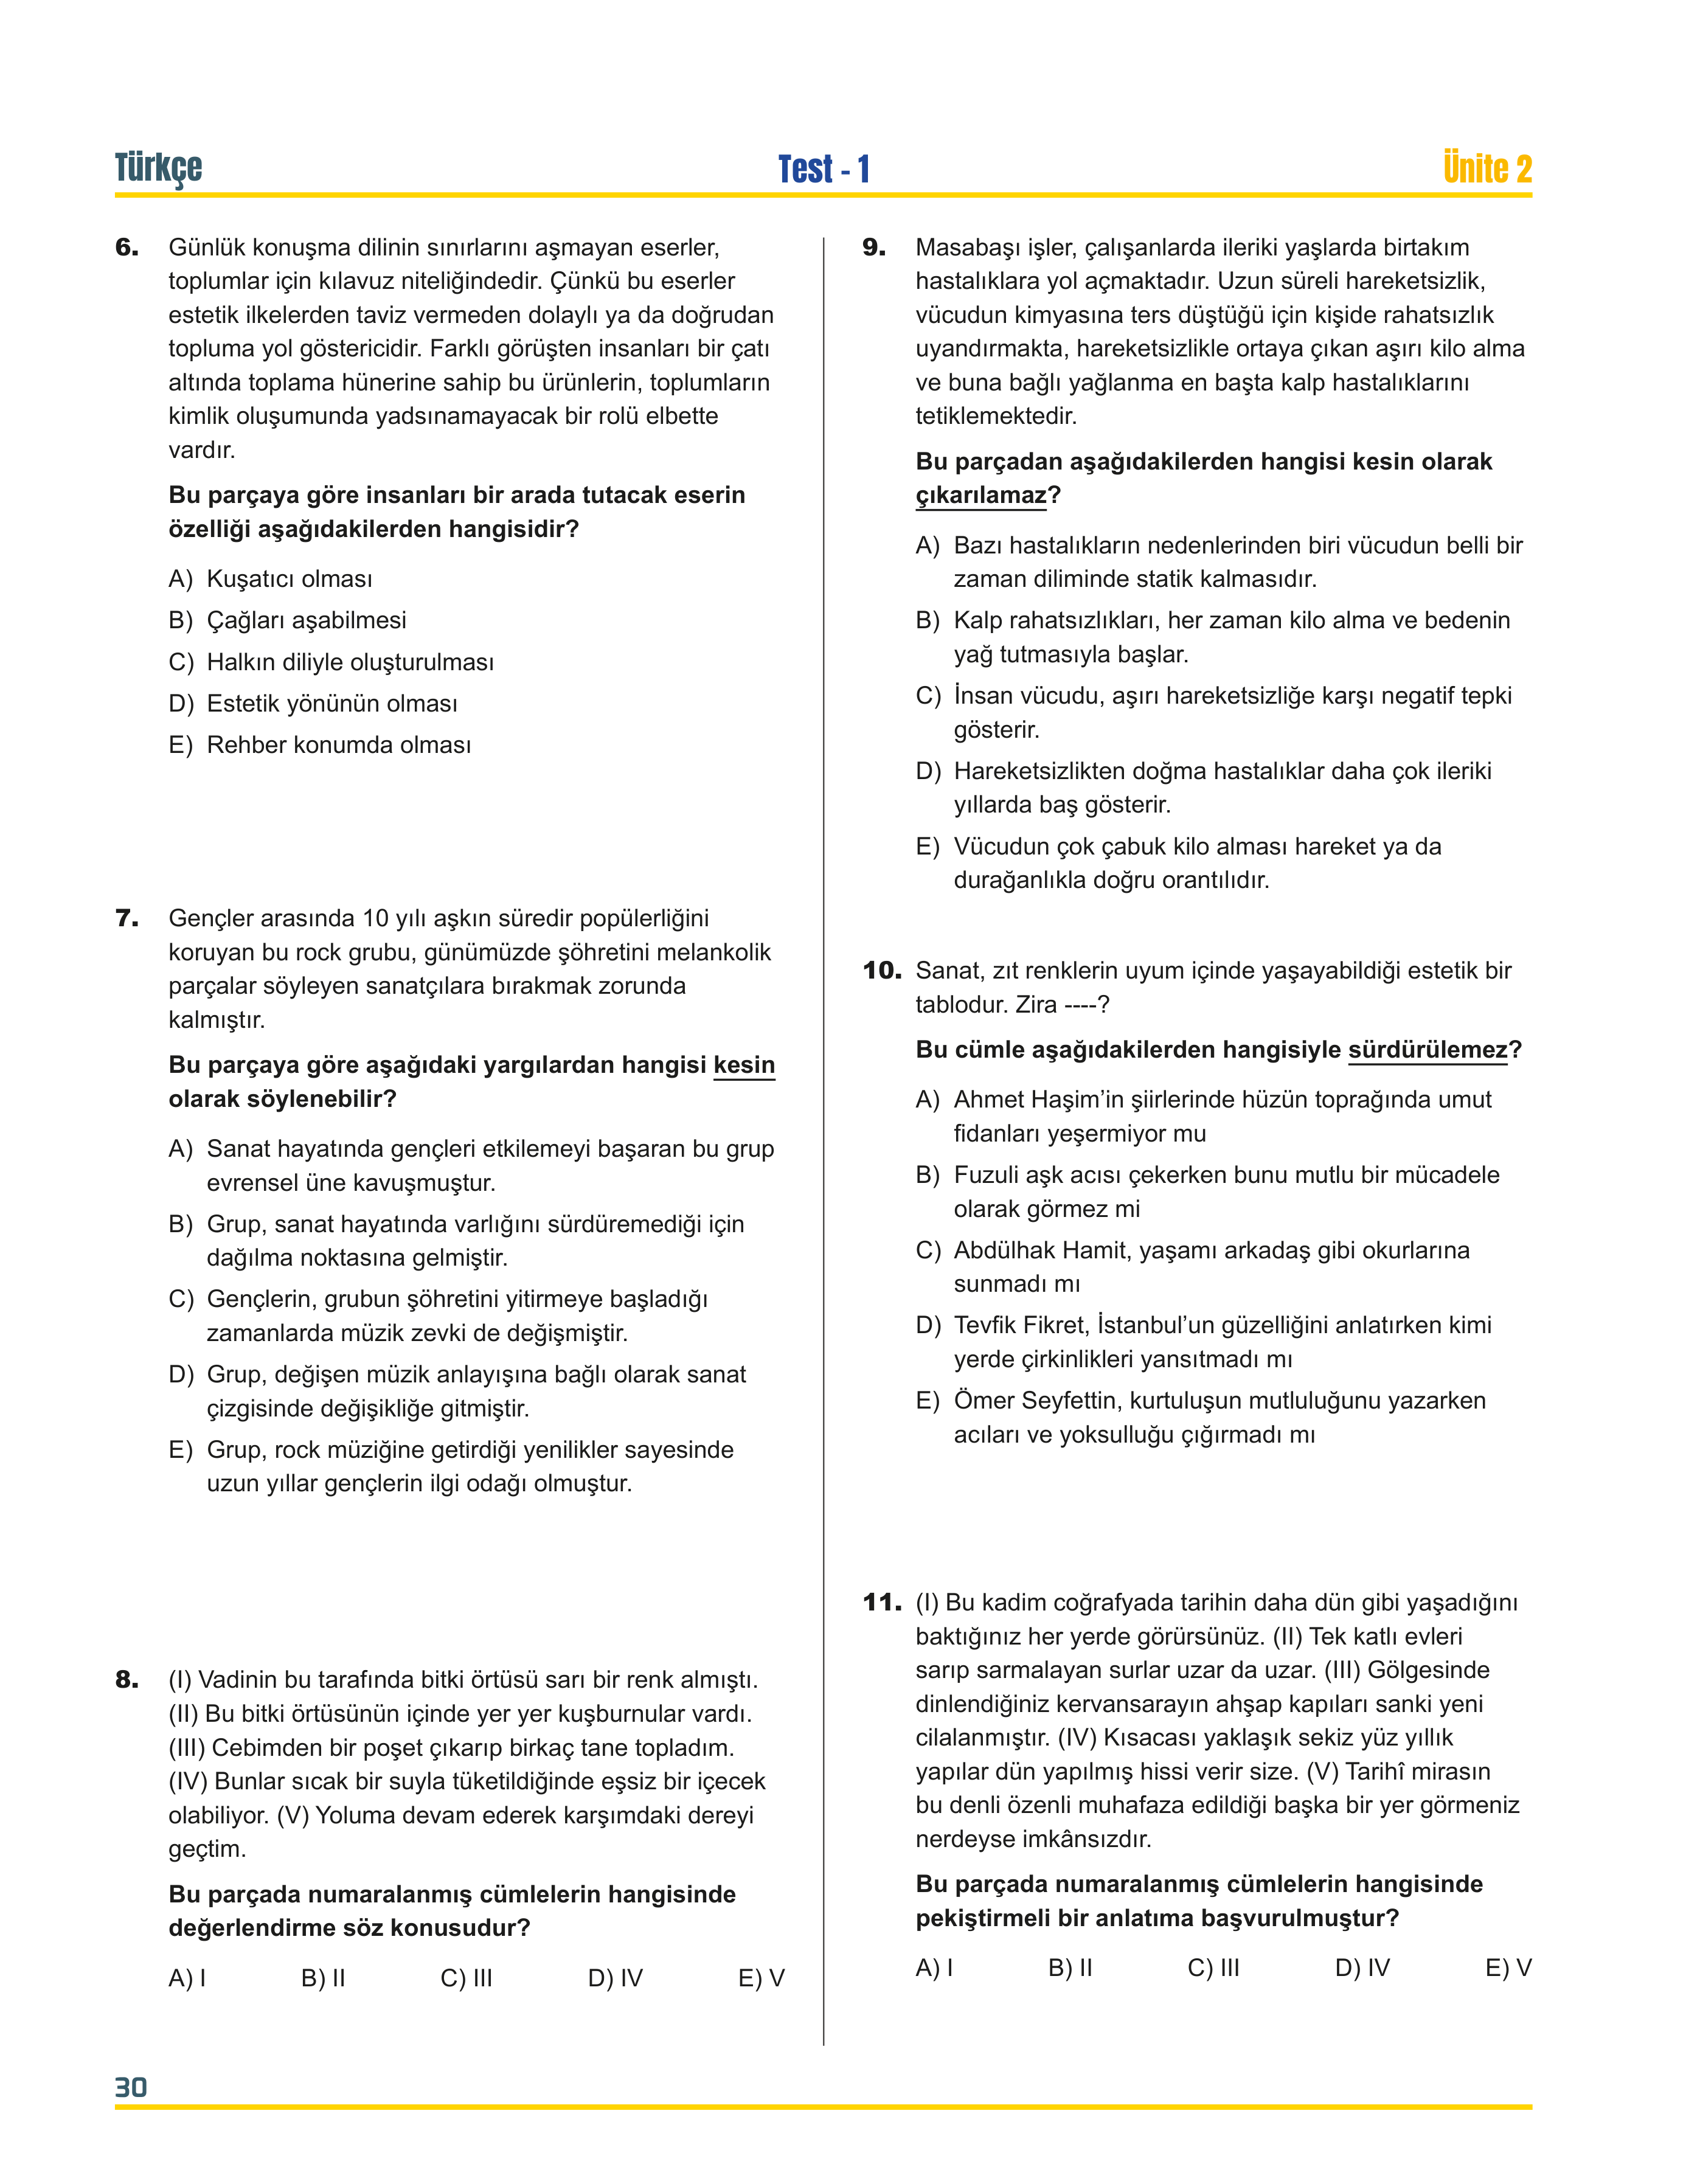 Türkçe
Test - 1
Ünite 2
6. Günlük konuşma dilinin sınırlarını aşmayan eserler,
toplumlar için kılavuz niteliğindedir. Çünkü bu eserler
estetik ilkelerden taviz vermeden dolaylı ya da doğrudan
topluma yol göstericidir. Farklı görüşten insanları bir çatı
altında toplama hünerine sahip bu ürünlerin, toplumların
kimlik oluşumunda yadsınamayacak bir rolü elbette
vardır.
Bu parçaya göre insanları bir arada tutacak eserin
özelliği aşağıdakilerden hangisidir?
A) Kuşatıcı olması
B) Çağları aşabilmesi
C) Halkın diliyle oluşturulması
D) Estetik yönünün olması
E) Rehber konumda olması
7. Gençler arasında 10 yılı aşkın süredir popülerliğini
koruyan bu rock grubu, günümüzde şöhretini melankolik
parçalar söyleyen sanatçılara bırakmak zorunda
kalmıştır.
Bu parçaya göre aşağıdaki yargılardan hangisi kesin
olarak söylenebilir?
A) Sanat hayatında gençleri etkilemeyi başaran bu grup
evrensel üne kavuşmuştur.
B) Grup, sanat hayatında varlığını sürdüremediği için
dağılma noktasına gelmiştir.
C) Gençlerin, grubun şöhretini yitirmeye başladığı
zamanlarda müzik zevki de değişmiştir.
D) Grup, değişen müzik anlayışına bağlı olarak sanat
çizgisinde değişikliğe gitmiştir.
E) Grup, rock müziğine getirdiği yenilikler sayesinde
uzun yıllar gençlerin ilgi odağı olmuştur.
8. (I) Vadinin bu tarafında bitki örtüsü sarı bir renk almıştı.
(II) Bu bitki örtüsünün içinde yer yer kuşburnular vardı.
(III) Cebimden bir poşet çıkarıp birkaç tane topladım.
(IV) Bunlar sıcak bir suyla tüketildiğinde eşsiz bir içecek
olabiliyor. (V) Yoluma devam ederek karşımdaki dereyi
geçtim.
Bu parçada numaralanmış cümlelerin hangisinde
değerlendirme söz konusudur?
A) I B) II C) III D) IV E) V
9. Masabaşı işler, çalışanlarda ileriki yaşlarda birtakım
hastalıklara yol açmaktadır. Uzun süreli hareketsizlik,
vücudun kimyasına ters düştüğü için kişide rahatsızlık
uyandırmakta, hareketsizlikle ortaya çıkan aşırı kilo alma
ve buna bağlı yağlanma en başta kalp hastalıklarını
tetiklemektedir.
Bu parçadan aşağıdakilerden hangisi kesin olarak
çıkarılamaz?
A) Bazı hastalıkların nedenlerinden biri vücudun belli bir
zaman diliminde statik kalmasıdır.
B) Kalp rahatsızlıkları, her zaman kilo alma ve bedenin
yağ tutmasıyla başlar.
C) İnsan vücudu, aşırı hareketsizliğe karşı negatif tepki
gösterir.
D) Hareketsizlikten doğma hastalıklar daha çok ileriki
yıllarda baş gösterir.
E) Vücudun çok çabuk kilo alması hareket ya da
durağanlıkla doğru orantılıdır.
10. Sanat, zıt renklerin uyum içinde yaşayabildiği estetik bir
tablodur. Zira ----?
Bu cümle aşağıdakilerden hangisiyle sürdürülemez?
A) Ahmet Haşim’in şiirlerinde hüzün toprağında umut
fidanları yeşermiyor mu
B) Fuzuli aşk acısı çekerken bunu mutlu bir mücadele
olarak görmez mi
C) Abdülhak Hamit, yaşamı arkadaş gibi okurlarına
sunmadı mı
D) Tevfik Fikret, İstanbul’un güzelliğini anlatırken kimi
yerde çirkinlikleri yansıtmadı mı
E) Ömer Seyfettin, kurtuluşun mutluluğunu yazarken
acıları ve yoksulluğu çığırmadı mı
11. (I) Bu kadim coğrafyada tarihin daha dün gibi yaşadığını
baktığınız her yerde görürsünüz. (II) Tek katlı evleri
sarıp sarmalayan surlar uzar da uzar. (III) Gölgesinde
dinlendiğiniz kervansarayın ahşap kapıları sanki yeni
cilalanmıştır. (IV) Kısacası yaklaşık sekiz yüz yıllık
yapılar dün yapılmış hissi verir size. (V) Tarihî mirasın
bu denli özenli muhafaza edildiği başka bir yer görmeniz
nerdeyse imkânsızdır.
Bu parçada numaralanmış cümlelerin hangisinde
pekiştirmeli bir anlatıma başvurulmuştur?
A) I B) II C) III D) IV E) V
30